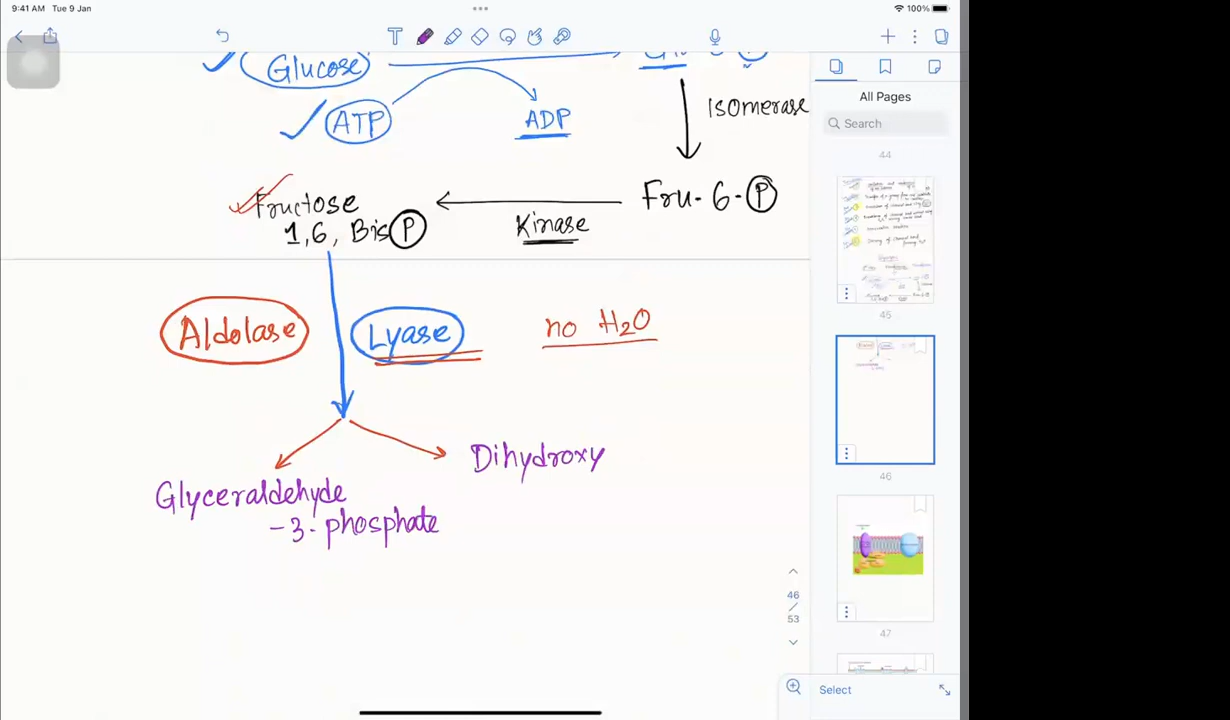 9:41 AM Tue 9 Jan
100%
Glucose
ATP
ADP
Isomerase
Fru-6-P
Fructose
1,6, Bis P
Kinase
Aldolase
Lyase
no H₂O
Dihydroxy
Glyceraldehyde
-3-phosphate
46
/
53
All Pages
Search
44
45
46
47
Select